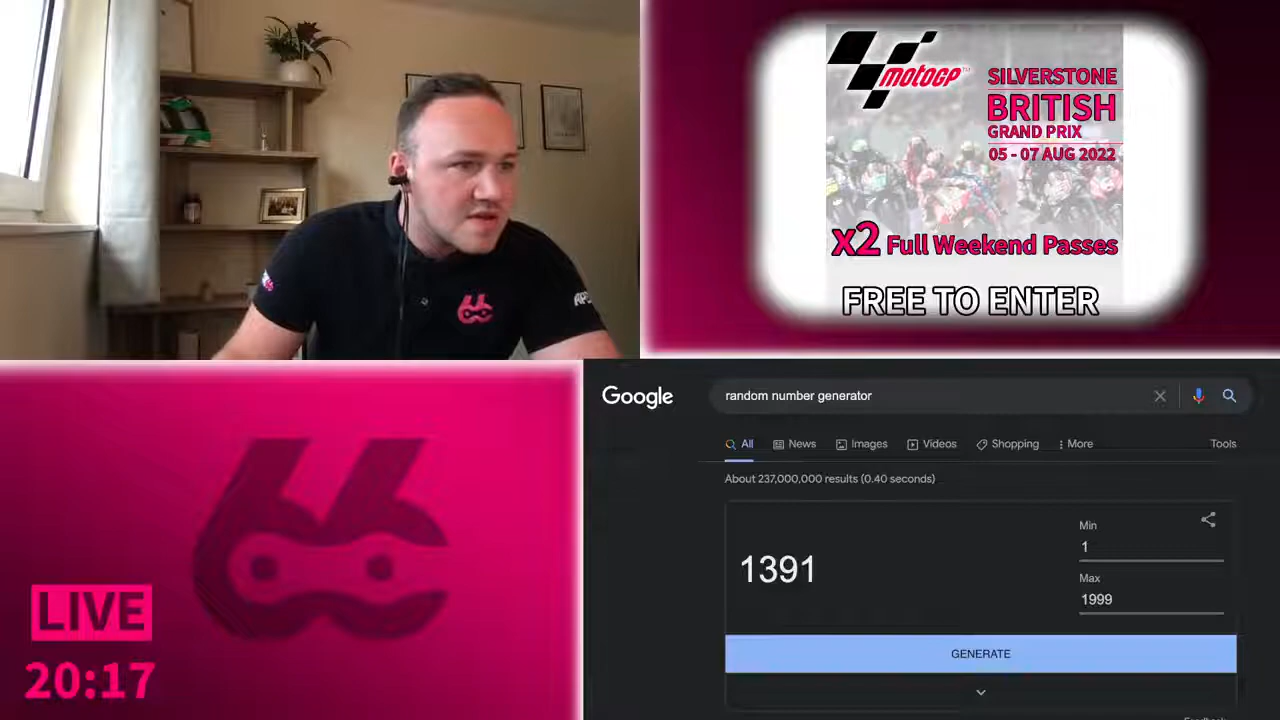 motoGP™
SILVERSTONE
BRITISH
GRAND PRIX
05 - 07 AUG 2022
x2 Full Weekend Passes
FREE TO ENTER
LIVE
20:17
Google
random number generator
All
News
Images
Videos
Shopping
More
Tools
About 237,000,000 results (0.40 seconds)
1391
Min
1
Max
1999
GENERATE